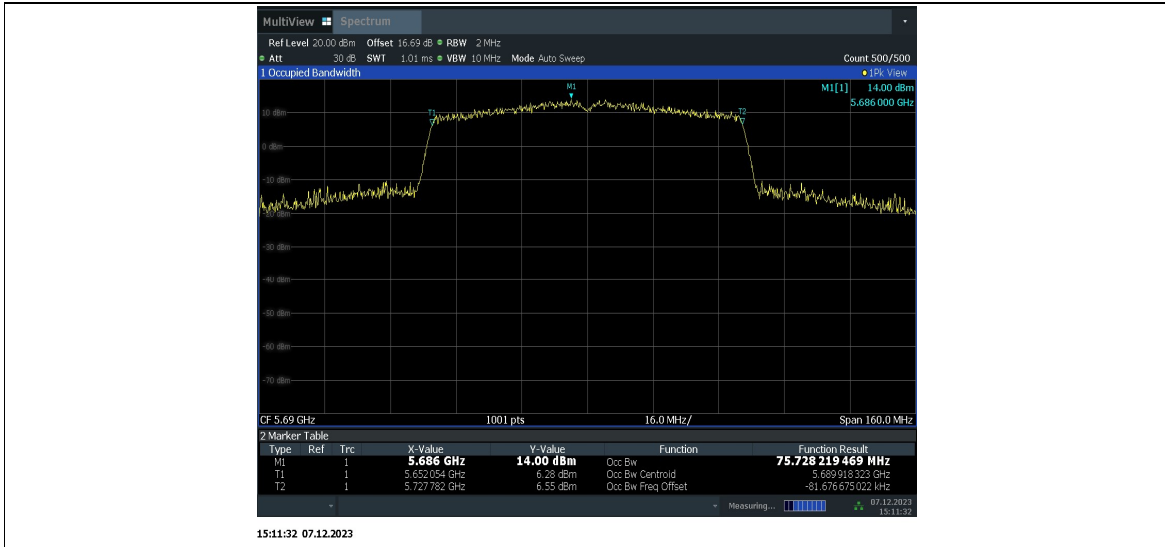 MultiView Spectrum
Ref Level 20.00 dBm Offset 16.69 dB RBW 2 MHz
Att 30 dB SWT 1.01 ms VBW 10 MHz Mode Auto Sweep Count 500/500
1 Occupied Bandwidth 1Pk View
M1[1] 14.00 dBm
5.686 000 GHz
M1
T1
T2
10 dBm
0 dBm
-10 dBm
-20 dBm
-30 dBm
-40 dBm
-50 dBm
-60 dBm
-70 dBm
CF 5.69 GHz 1001 pts 16.0 MHz/ Span 160.0 MHz
2 Marker Table
Type Ref Trc X-Value Y-Value Function Function Result
M1 1 5.686 GHz 14.00 dBm Occ Bw 75.728 219 469 MHz
T1 1 5.652 054 GHz 6.28 dBm Occ Bw Centroid 5.689 918 323 GHz
T2 1 5.727 782 GHz 6.55 dBm Occ Bw Freq Offset -81.676 675 022 kHz
Measuring... 07.12.2023
15:11:32
15:11:32 07.12.2023